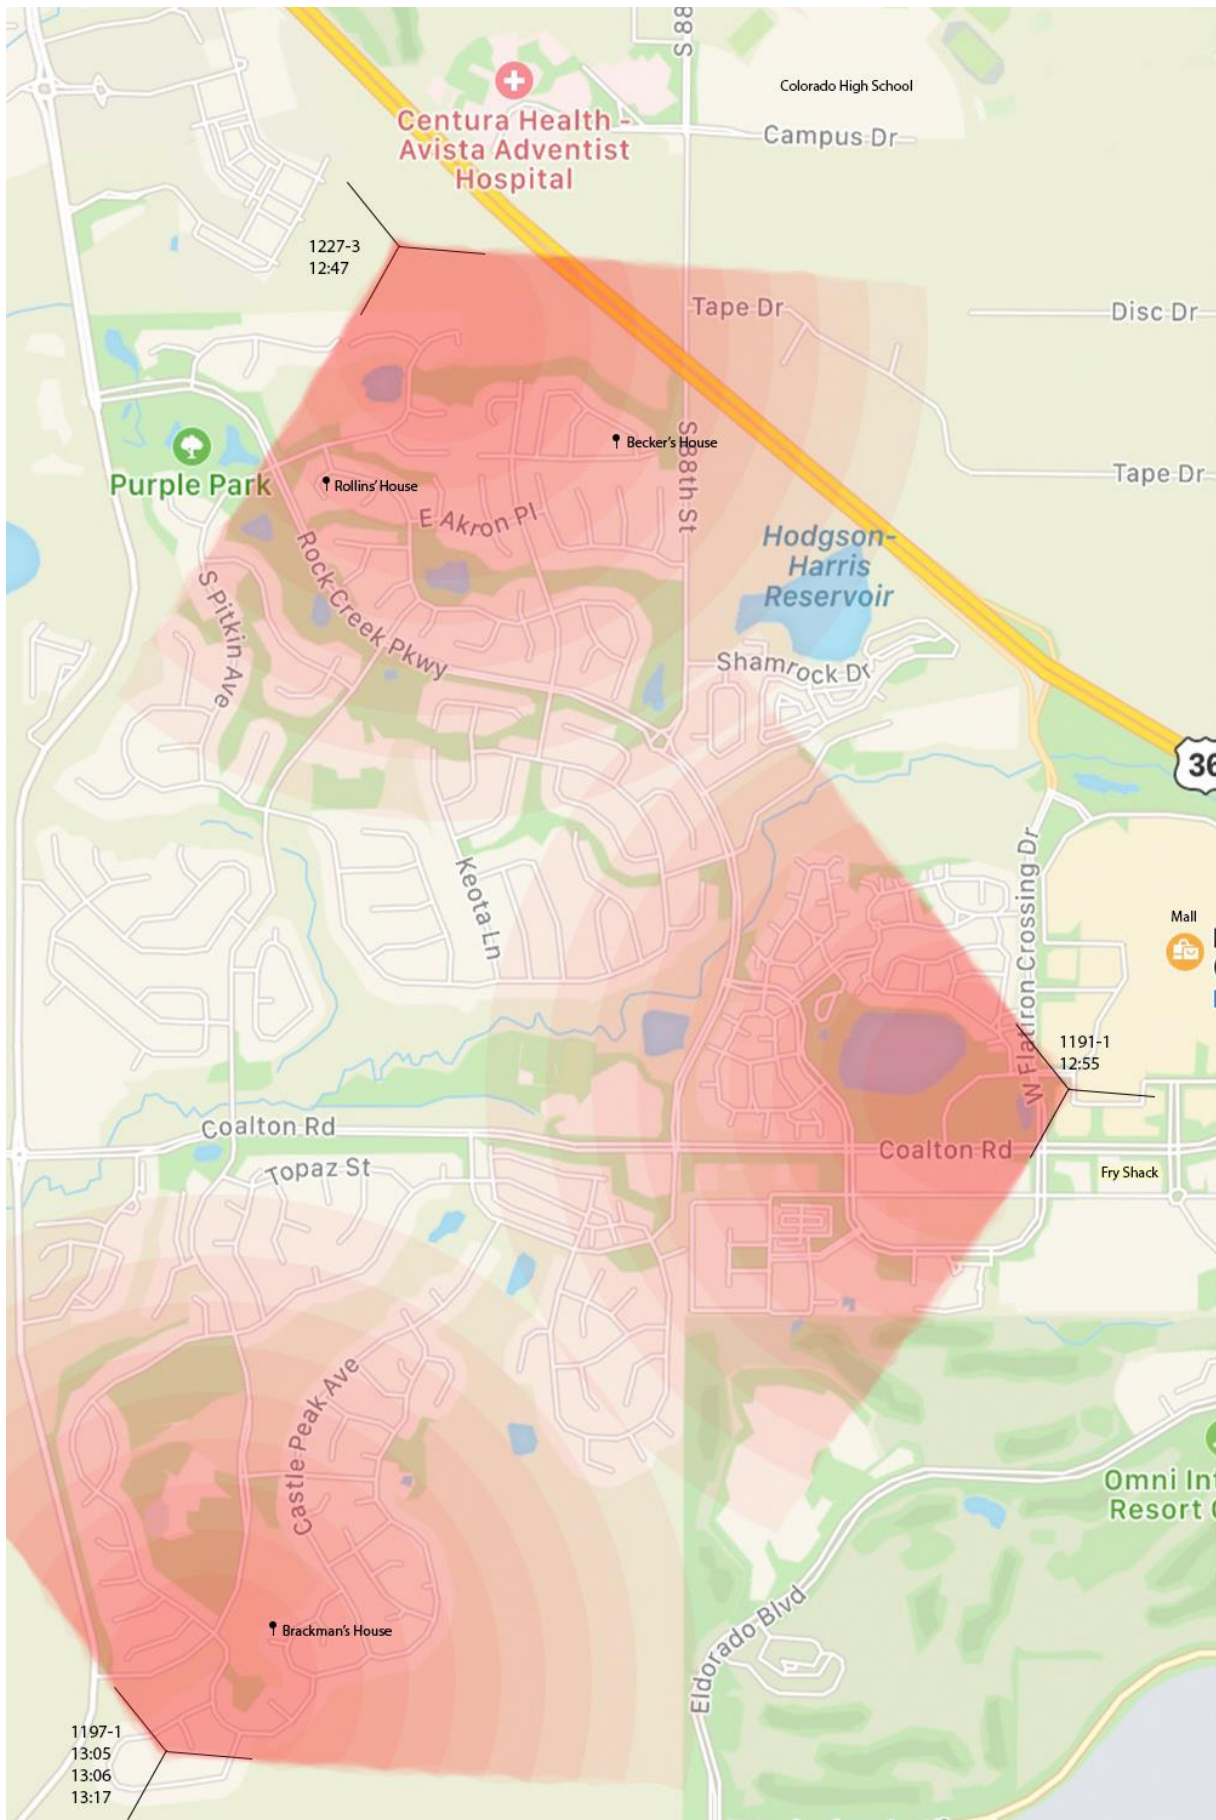 S 88
Colorado High School
Centura Health -
Avista Adventist
Hospital
Campus Dr
1227-3
12:47
Tape Dr
Disc Dr
Becker's House
S 88th St
Purple Park
Rollins' House
Tape Dr
E Akron Pl
Hodgson-
Harris
Reservoir
Rock Creek Pkwy
S Pitkin Ave
Shamrock Dr
36
Keota Ln
W Flatiron Crossing Dr
Mall
1191-1
12:55
Coalton Rd
Coalton Rd
Topaz St
Fry Shack
Castle Peak Ave
Omni Int
Resort
Brackman's House
Eldorado Blvd
1197-1
13:05
13:06
13:17